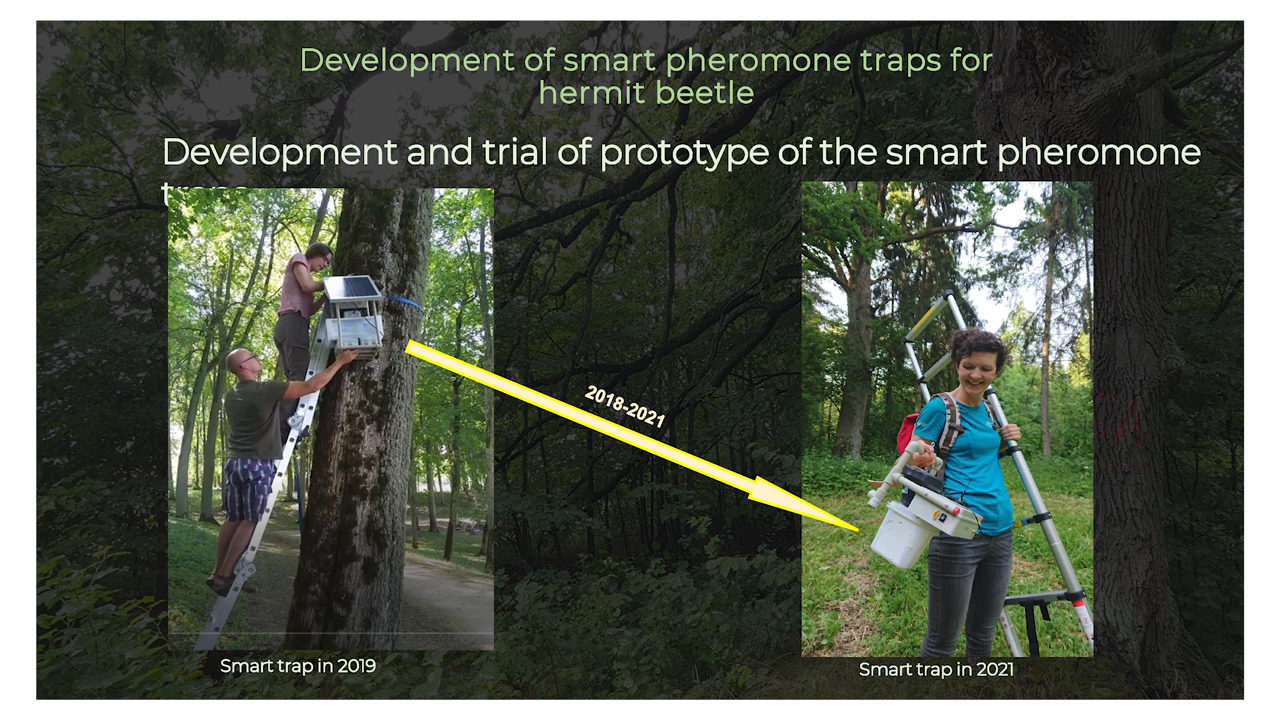 Development of smart pheromone traps for
hermit beetle
Development and trial of prototype of the smart pheromone
2018-2021
Smart trap in 2019
Smart trap in 2021